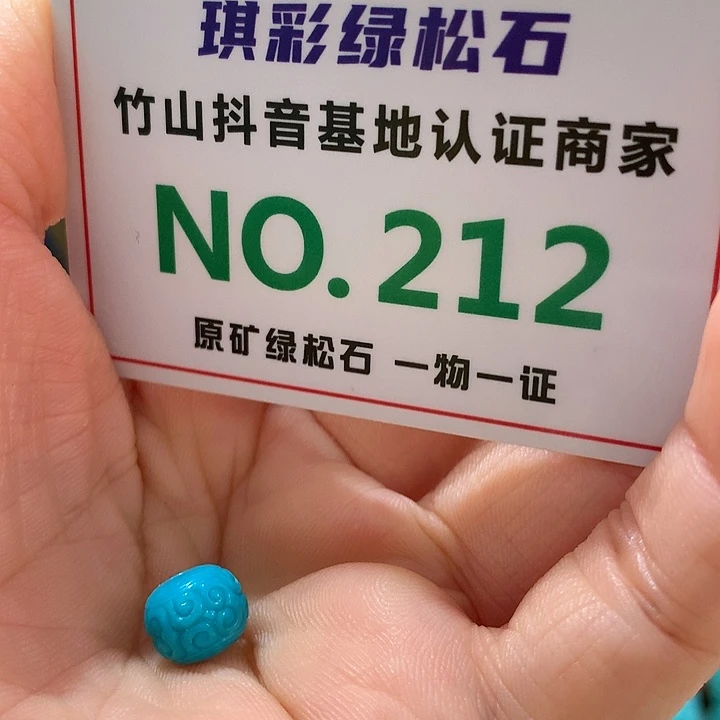 琪彩绿松石
竹山抖音基地认证商家
NO.212
原矿绿松石 一物一证